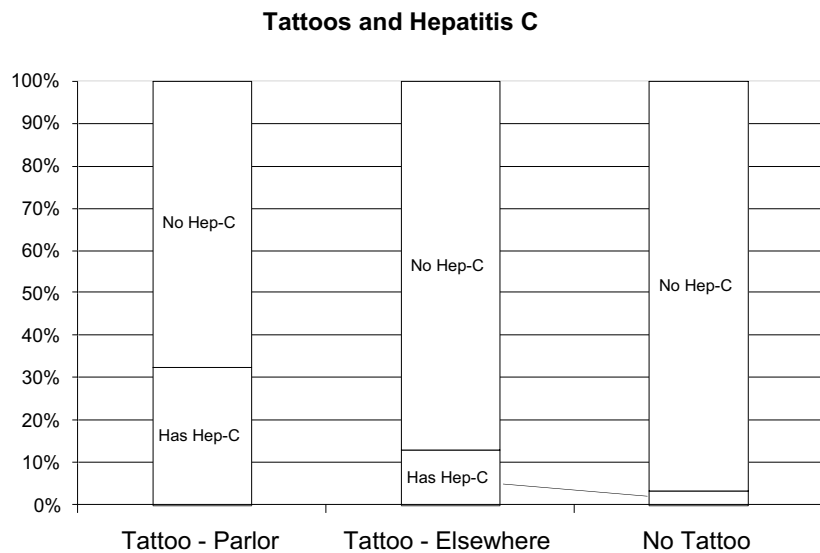 Tattoos and Hepatitis C
100%
90%
80%
70%
60%
50%
40%
30%
20%
10%
0%
No Hep-C
Has Hep-C
No Hep-C
Has Hep-C
No Hep-C
Tattoo - Parlor
Tattoo - Elsewhere
No Tattoo